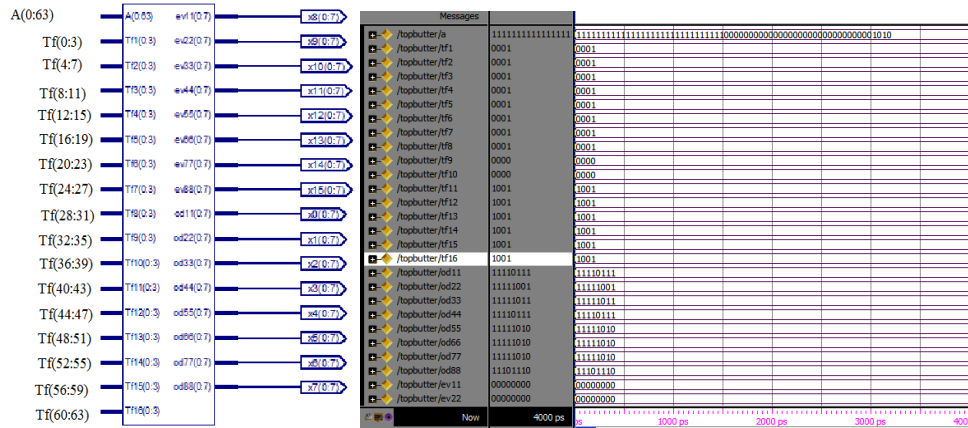 A(0:63) A(0:63) ev11(0:7) x8(0:7)
Tf(0:3) Tf1(0:3) ev22(0:7) x9(0:7)
Tf(4:7) Tf2(0:3) ev33(0:7) x10(0:7)
Tf(8:11) Tf3(0:3) ev44(0:7) x11(0:7)
Tf(12:15) Tf4(0:3) ev55(0:7) x12(0:7)
Tf(16:19) Tf5(0:3) ev66(0:7) x13(0:7)
Tf(20:23) Tf6(0:3) ev77(0:7) x14(0:7)
Tf(24:27) Tf7(0:3) ev88(0:7) x15(0:7)
Tf(28:31) Tf8(0:3) od11(0:7) x0(0:7)
Tf(32:35) Tf9(0:3) od22(0:7) x1(0:7)
Tf(36:39) Tf10(0:3) od33(0:7) x2(0:7)
Tf(40:43) Tf11(0:3) od44(0:7) x3(0:7)
Tf(44:47) Tf12(0:3) od55(0:7) x4(0:7)
Tf(48:51) Tf13(0:3) od66(0:7) x5(0:7)
Tf(52:55) Tf14(0:3) od77(0:7) x6(0:7)
Tf(56:59) Tf15(0:3) od88(0:7) x7(0:7)
Tf(60:63) Tf16(0:3)
Messages
/topbutter/a
/topbutter/tf1 0001 0001
/topbutter/tf2 0001 0001
/topbutter/tf3 0001 0001
/topbutter/tf4 0001 0001
/topbutter/tf5 0001 0001
/topbutter/tf6 0001 0001
/topbutter/tf7 0001 0001
/topbutter/tf8 0001 0001
/topbutter/tf9 0000 0000
/topbutter/tf10 0000 0000
/topbutter/tf11 1001 1001
/topbutter/tf12 1001 1001
/topbutter/tf13 1001 1001
/topbutter/tf14 1001 1001
/topbutter/tf15 1001 1001
/topbutter/tf16 1001 1001
/topbutter/od11 11110111 11110111
/topbutter/od22 11111001 11111001
/topbutter/od33 11111011 11111011
/topbutter/od44 11110111 11110111
/topbutter/od55 11111010 11111010
/topbutter/od66 11111010 11111010
/topbutter/od77 11111010 11111010
/topbutter/od88 11101110 11101110
/topbutter/ev11 00000000 00000000
/topbutter/ev22 00000000 00000000
Now 4000 ps 1000 ps 2000 ps 3000 ps